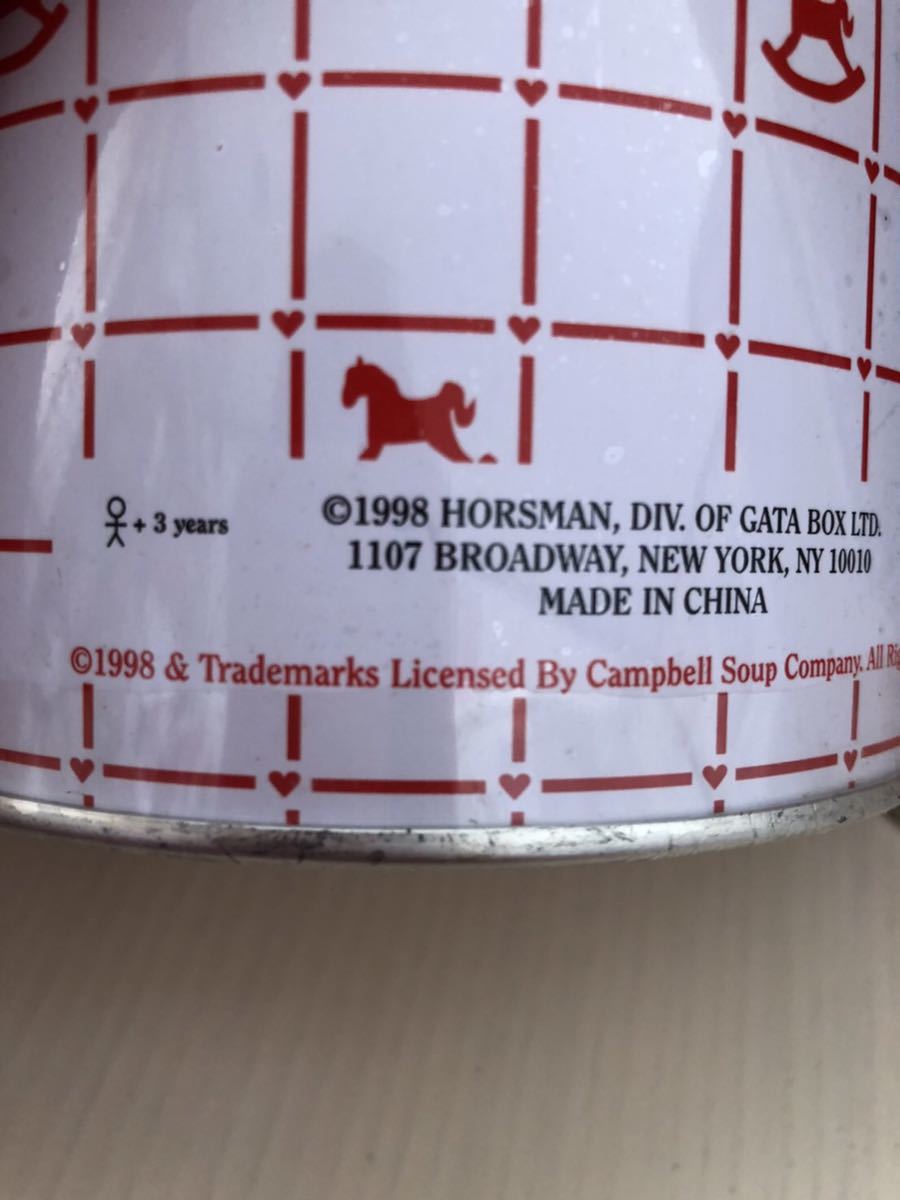 + 3 years
©1998 HORSMAN, DIV. OF GATA BOX LTD.
1107 BROADWAY, NEW YORK, NY 10010
MADE IN CHINA
©1998 & Trademarks Licensed By Campbell Soup Company. All